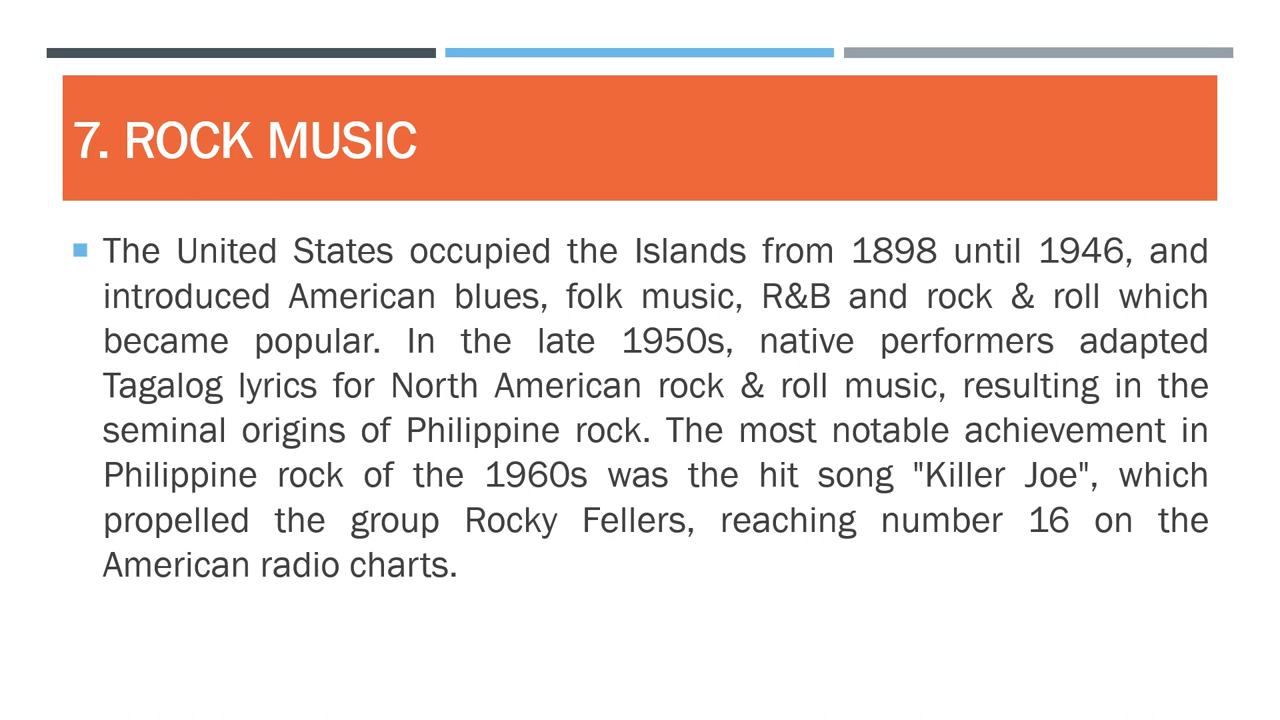 7. ROCK MUSIC
The United States occupied the Islands from 1898 until 1946, and
introduced American blues, folk music, R&B and rock & roll which
became popular. In the late 1950s, native performers adapted
Tagalog lyrics for North American rock & roll music, resulting in the
seminal origins of Philippine rock. The most notable achievement in
Philippine rock of the 1960s was the hit song "Killer Joe", which
propelled the group Rocky Fellers, reaching number 16 on the
American radio charts.